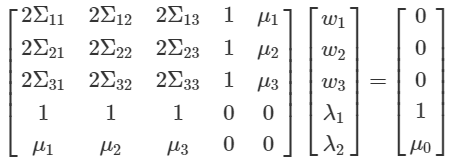 2Σ₁₁ 2Σ₁₂ 2Σ₁₃ 1 μ₁ w₁ 0
2Σ₂₁ 2Σ₂₂ 2Σ₂₃ 1 μ₂ w₂ 0
2Σ₃₁ 2Σ₃₂ 2Σ₃₃ 1 μ₃ w₃ = 0
1 1 1 0 0 λ₁ 1
μ₁ μ₂ μ₃ 0 0 λ₂ μ₀